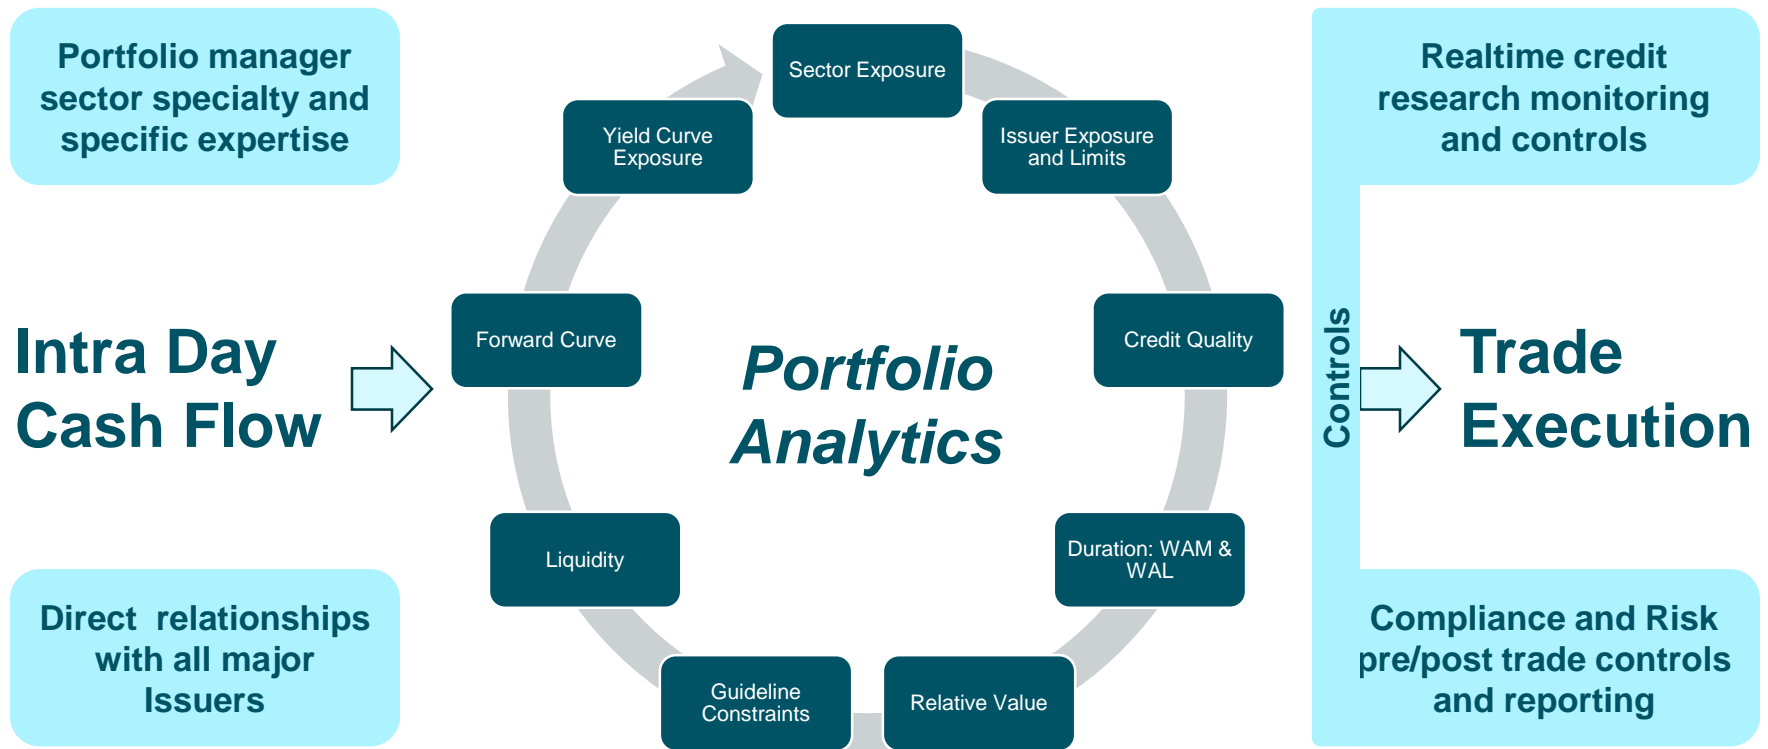 Portfolio manager
sector specialty and
specific expertise
Intra Day
Cash Flow
Direct  relationships
with all major
Issuers
Sector Exposure
Issuer Exposure
and Limits
Credit Quality
Duration: WAM &
WAL
Relative Value
Guideline
Constraints
Liquidity
Forward Curve
Yield Curve
Exposure
Portfolio
Analytics
Controls
Realtime credit
research monitoring
and controls
Trade
Execution
Compliance and Risk
pre/post trade controls
and reporting